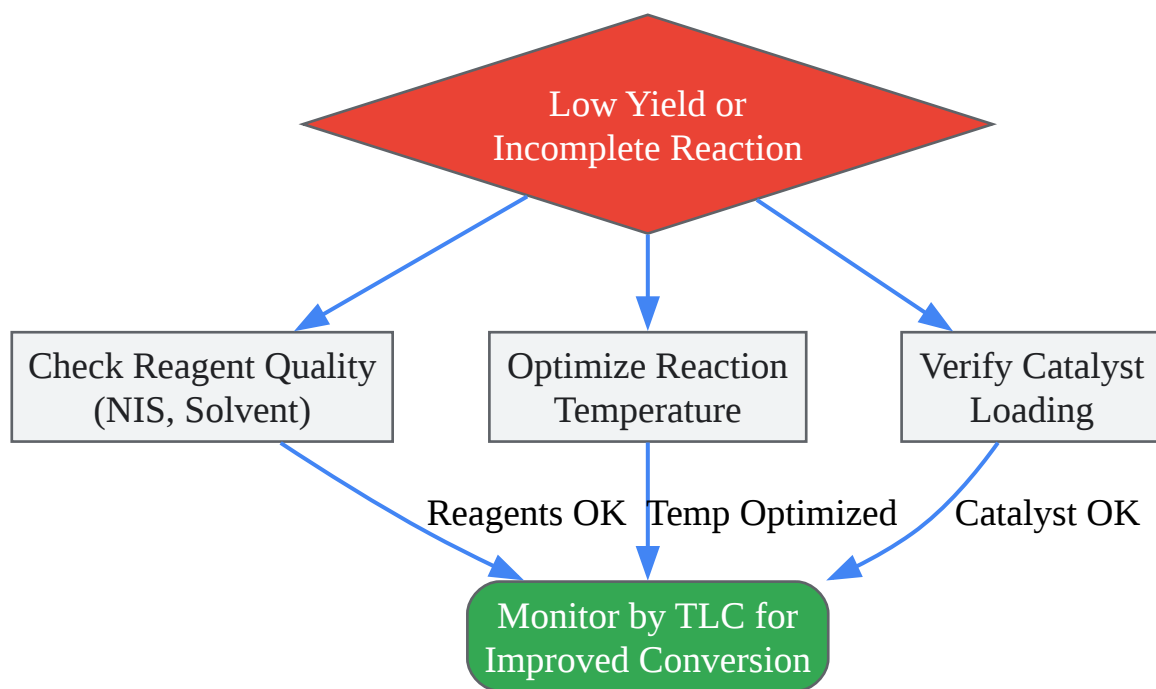 Low Yield or
Incomplete Reaction
Check Reagent Quality
(NIS, Solvent)
Optimize Reaction
Temperature
Verify Catalyst
Loading
Reagents OK
Temp Optimized
Catalyst OK
Monitor by TLC for
Improved Conversion